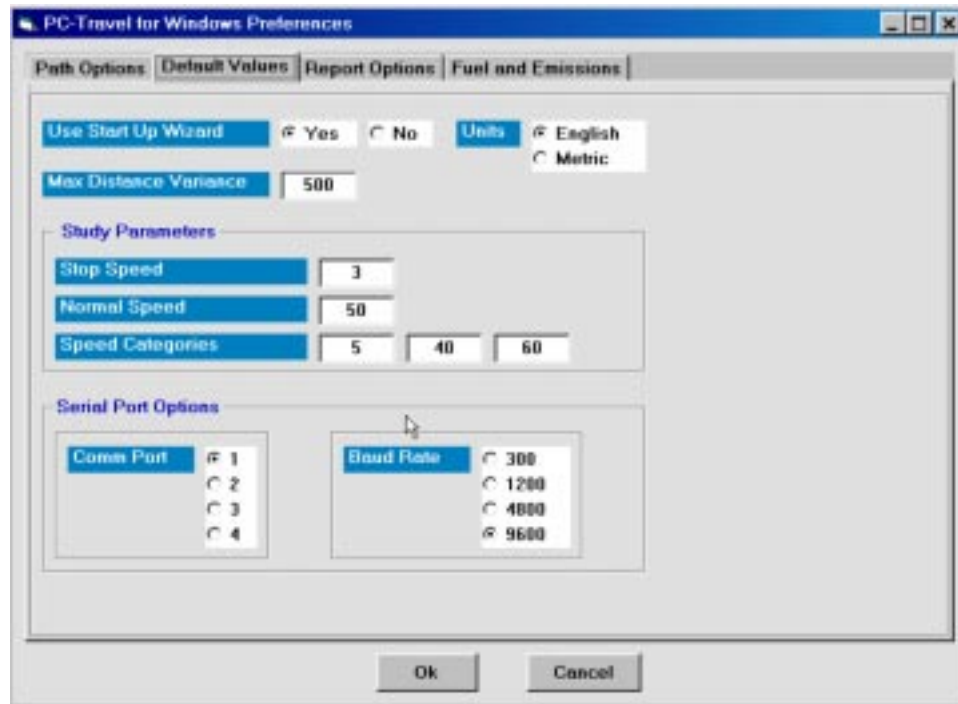 PC-Travel for Windows Preferences
Path Options Default Values Report Options Fuel and Emissions
Use Start Up Wizard Yes No Units English
Metric
Max Distance Variance 500
Study Parameters
Stop Speed 3
Normal Speed 50
Speed Categories 5 40 60
Serial Port Options
Comm Port 1 Baud Rate 300
2 1200
3 4800
4 9600
Ok Cancel